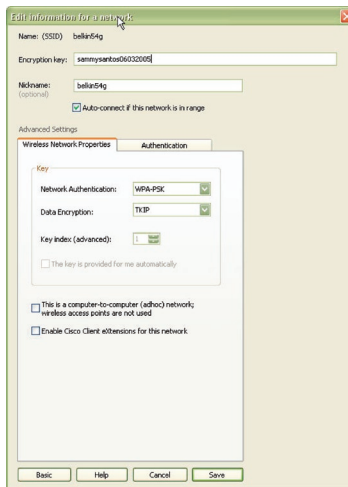 Edit information for a network
Name: (SSID) belkin54g
Encryption key: sammysantos06032005
Nickname: belkin54g
(optional)
Auto-connect if this network is in range
Advanced Settings
Wireless Network Properties Authentication
Key
Network Authentication: WPA-PSK
Data Encryption: TKIP
Key index (advanced): 1
The key is provided for me automatically
This is a computer-to-computer (adhoc) network;
wireless access points are not used
Enable Cisco Client eXtensions for this network
Basic Help Cancel Save